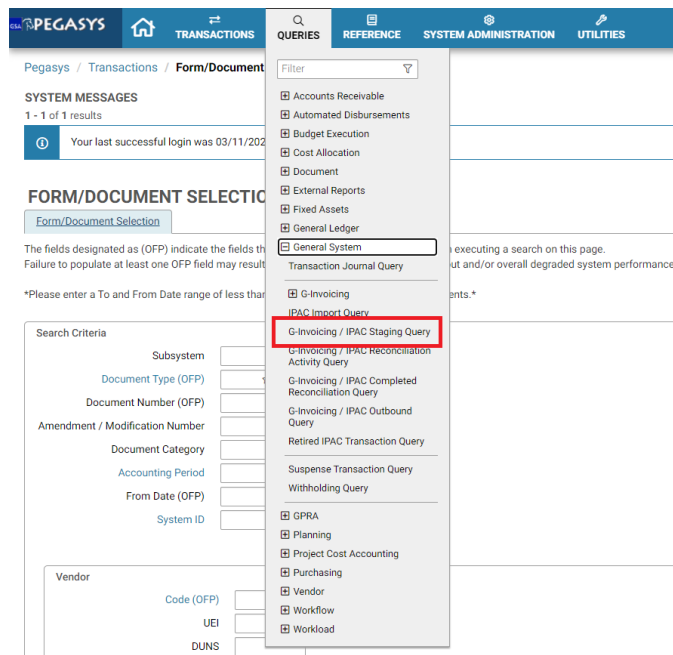 GSA PEGASYS
TRANSACTIONS
QUERIES
REFERENCE
SYSTEM ADMINISTRATION
UTILITIES
Pegasys / Transactions / Form/Document
SYSTEM MESSAGES
1 - 1 of 1 results
Your last successful login was 03/11/202
FORM/DOCUMENT SELECTIO
Form/Document Selection
The fields designated as (OFP) indicate the fields th
n executing a search on this page.
Failure to populate at least one OFP field may result
ut and/or overall degraded system performance
*Please enter a To and From Date range of less than
ents.*
Search Criteria
Subsystem
Document Type (OFP)
Document Number (OFP)
Amendment / Modification Number
Document Category
Accounting Period
From Date (OFP)
System ID
Vendor
Code (OFP)
UEI
DUNS
Filter
Accounts Receivable
Automated Disbursements
Budget Execution
Cost Allocation
Document
External Reports
Fixed Assets
General Ledger
General System
Transaction Journal Query
G-Invoicing
IPAC Import Query
G-Invoicing / IPAC Staging Query
G-Invoicing / IPAC Reconciliation
Activity Query
G-Invoicing / IPAC Completed
Reconciliation Query
G-Invoicing / IPAC Outbound
Query
Retired IPAC Transaction Query
Suspense Transaction Query
Withholding Query
GPRA
Planning
Project Cost Accounting
Purchasing
Vendor
Workflow
Workload